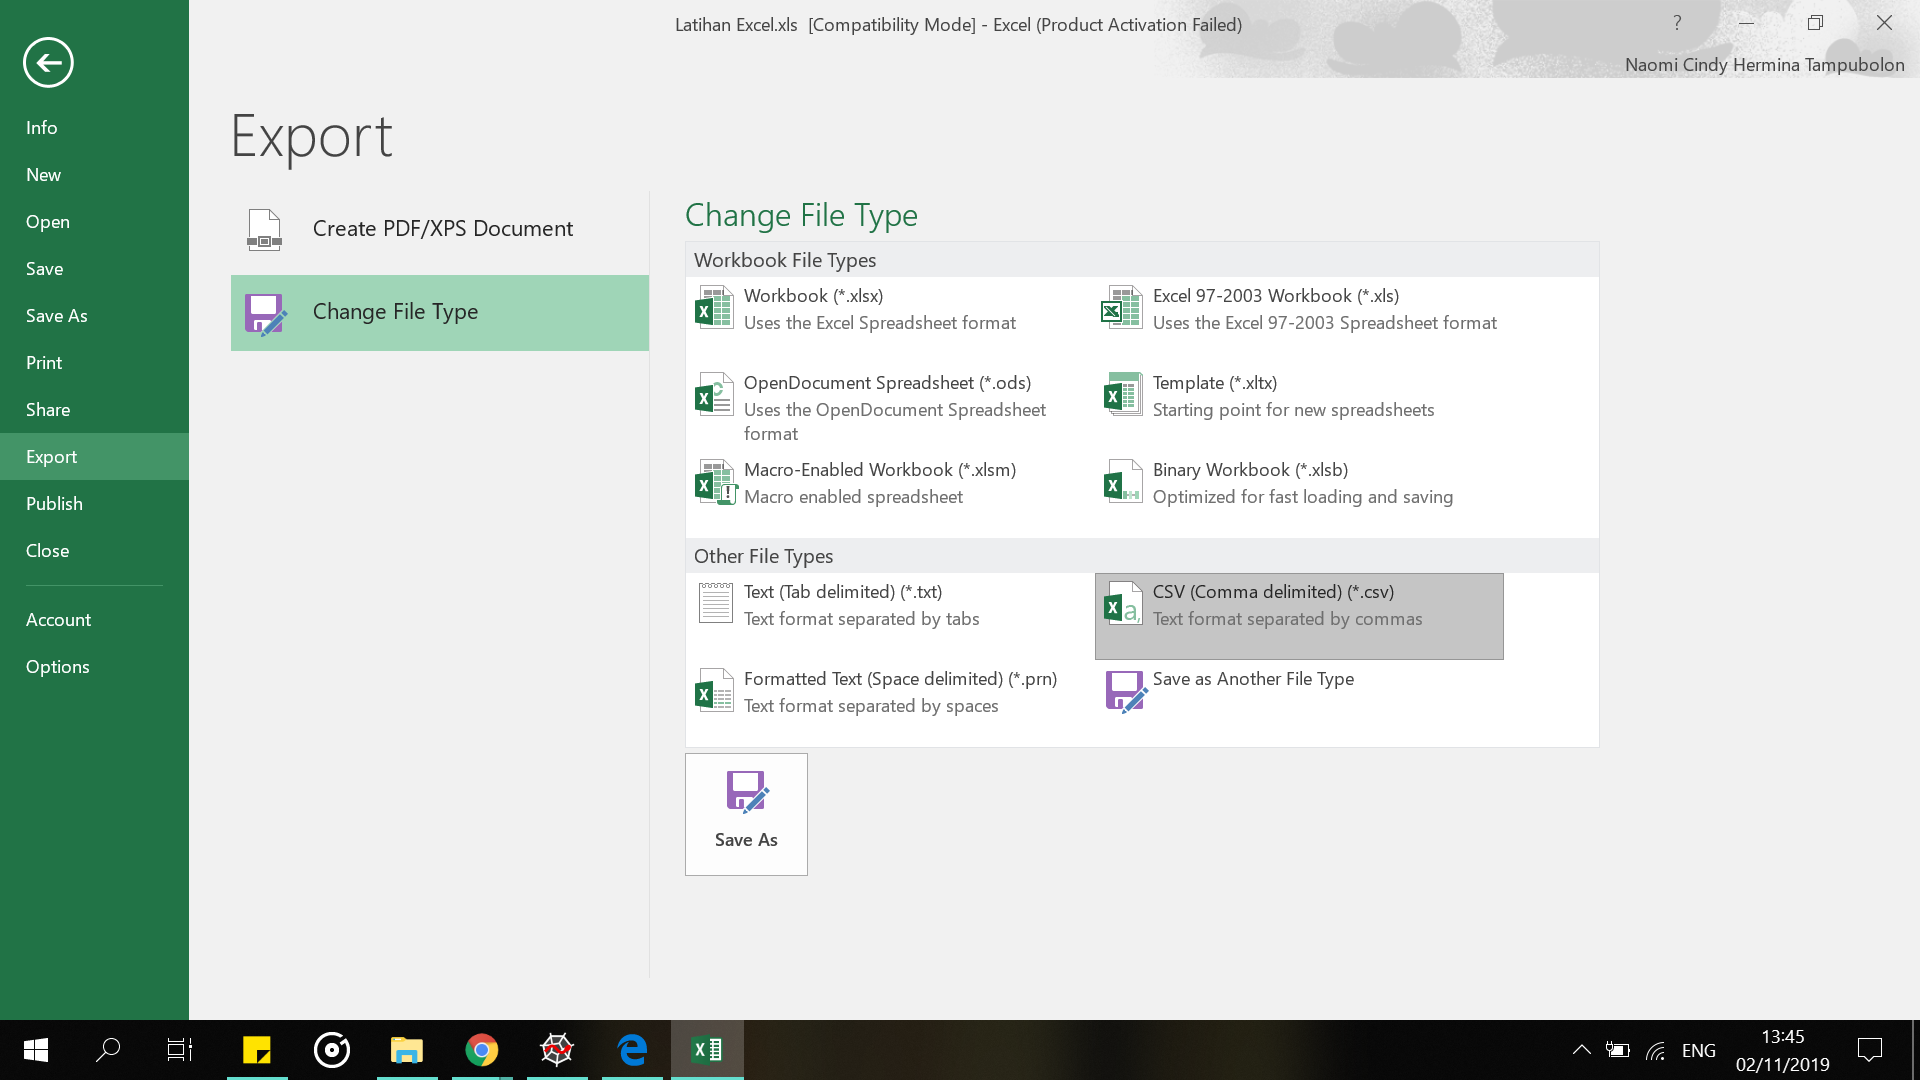 Latihan Excel.xls  [Compatibility Mode] - Excel (Product Activation Failed)
?
Naomi Cindy Hermina Tampubolon
Info
New
Open
Save
Save As
Print
Share
Export
Publish
Close
Account
Options
Export
Create PDF/XPS Document
Change File Type
Change File Type
Workbook File Types
Workbook (*.xlsx)
Uses the Excel Spreadsheet format
Excel 97-2003 Workbook (*.xls)
Uses the Excel 97-2003 Spreadsheet format
OpenDocument Spreadsheet (*.ods)
Uses the OpenDocument Spreadsheet
format
Template (*.xltx)
Starting point for new spreadsheets
Macro-Enabled Workbook (*.xlsm)
Macro enabled spreadsheet
Binary Workbook (*.xlsb)
Optimized for fast loading and saving
Other File Types
Text (Tab delimited) (*.txt)
Text format separated by tabs
CSV (Comma delimited) (*.csv)
Text format separated by commas
Formatted Text (Space delimited) (*.prn)
Text format separated by spaces
Save as Another File Type
Save As
ENG
13:45
02/11/2019